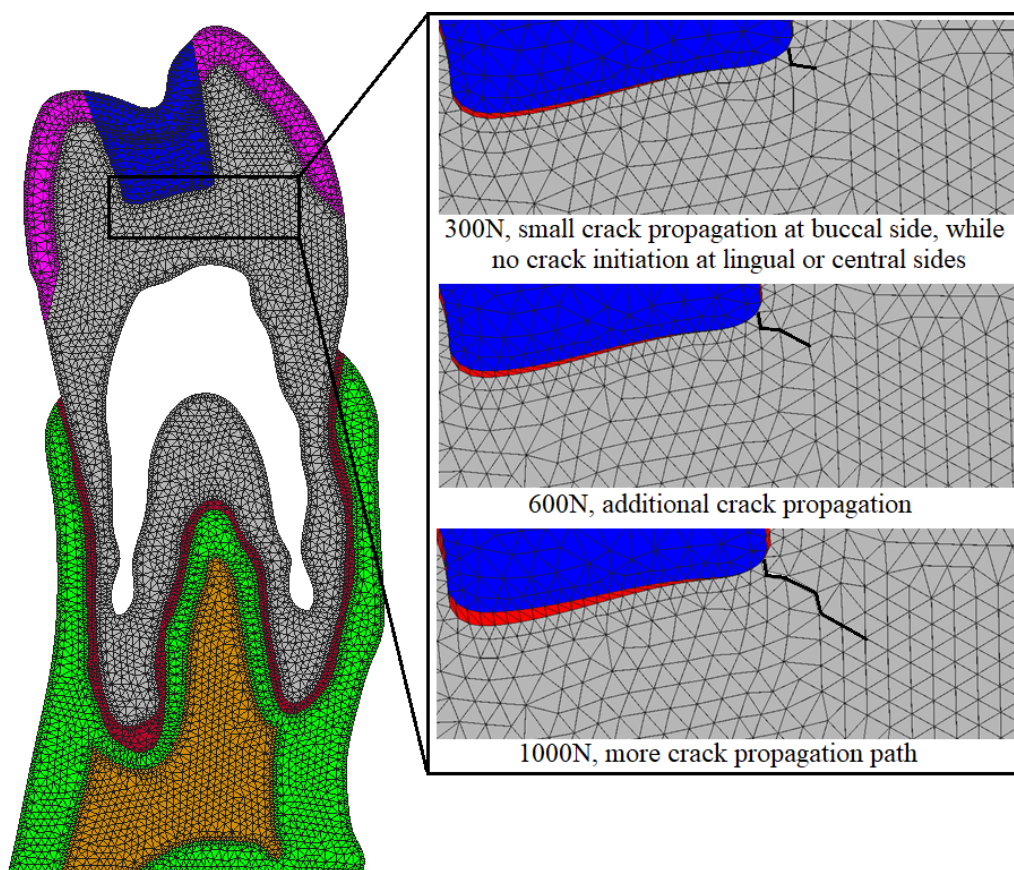 300N, small crack propagation at buccal side, while
no crack initiation at lingual or central sides
600N, additional crack propagation
1000N, more crack propagation path